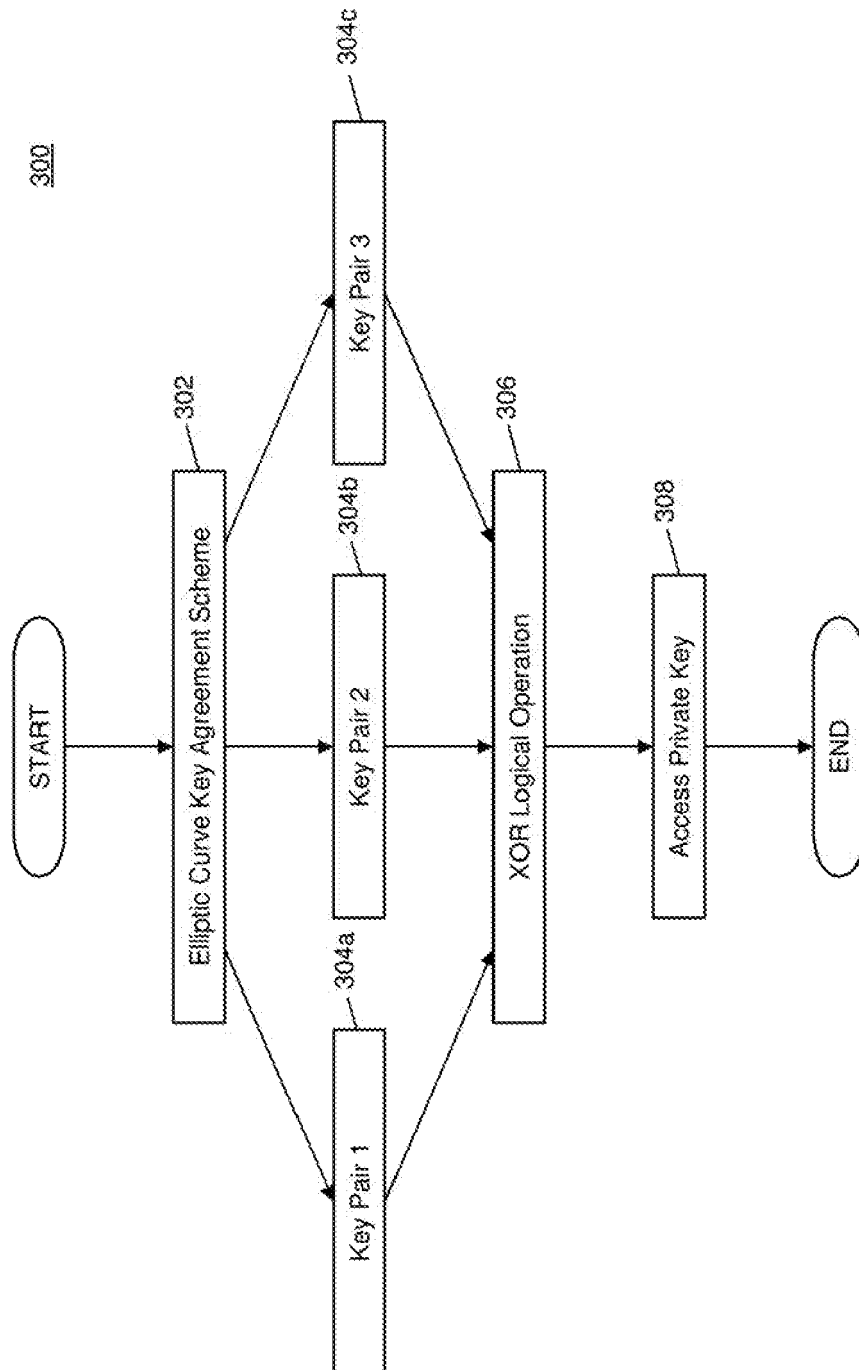 300
START
302
Elliptic Curve Key Agreement Scheme
304a
304b
304c
Key Pair 1
Key Pair 2
Key Pair 3
306
XOR Logical Operation
308
Access Private Key
END